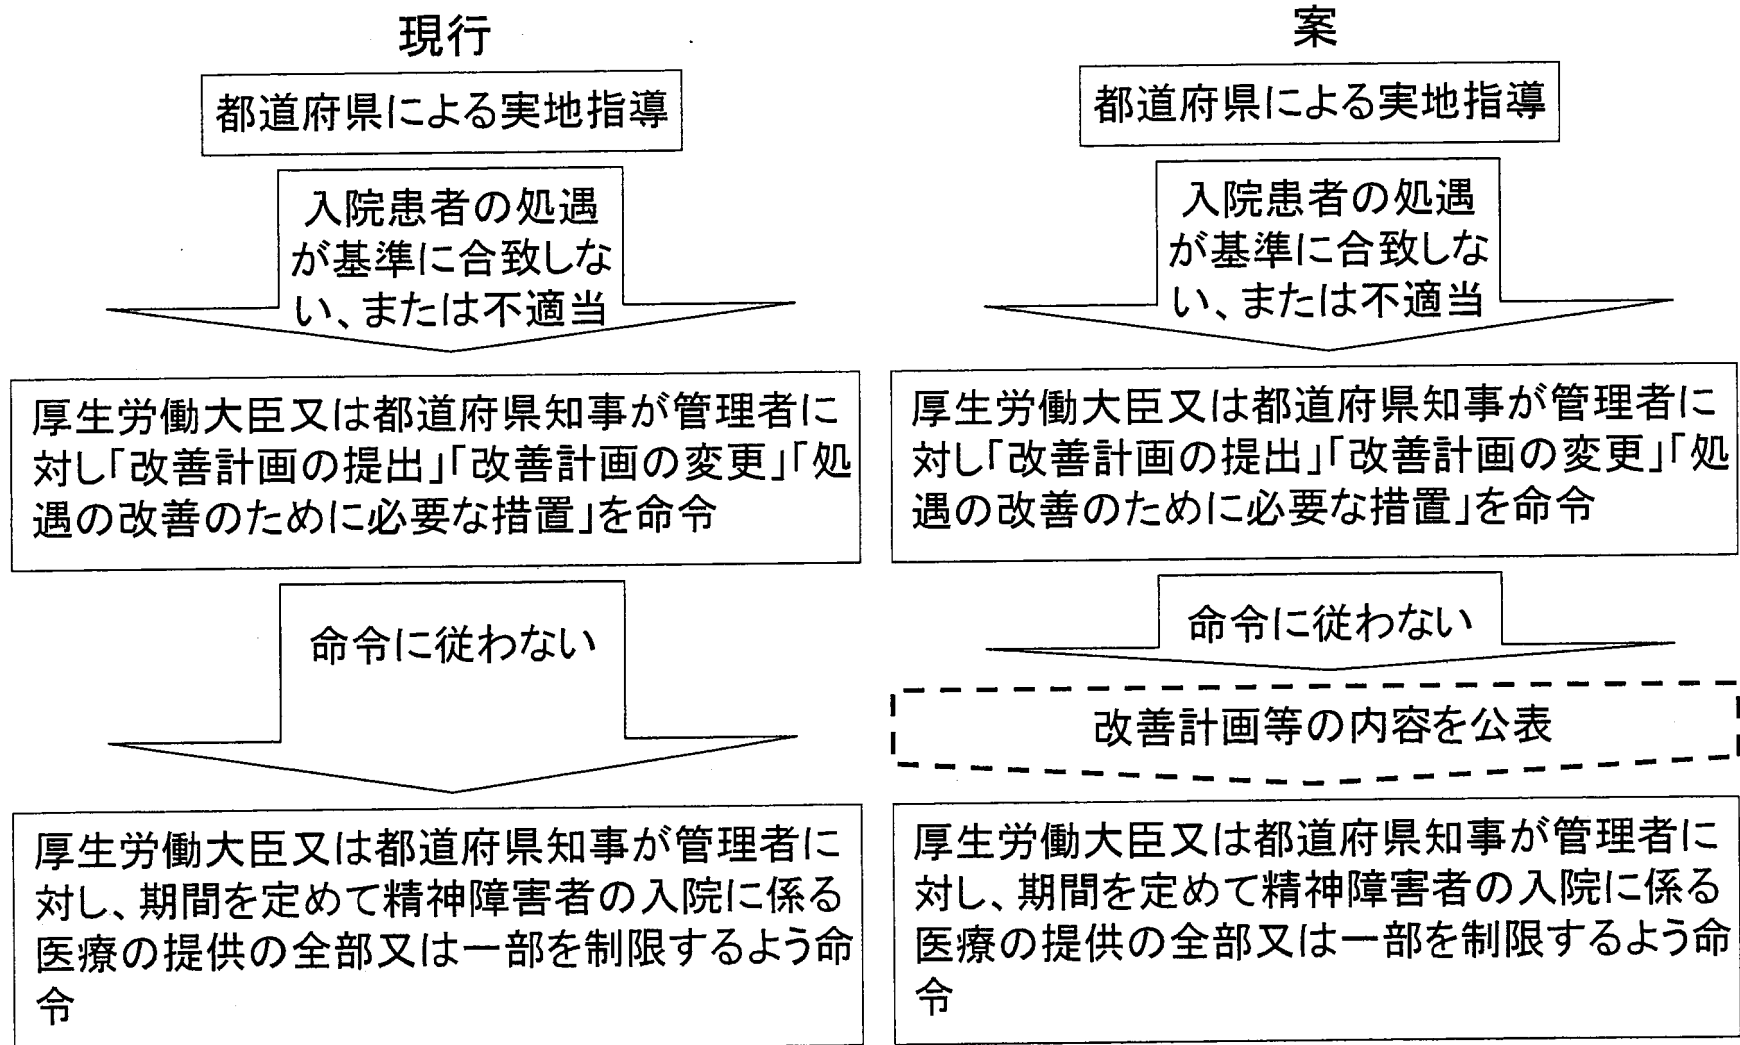 現行
都道府県による実地指導
入院患者の処遇
が基準に合致しな
い、または不適当
厚生労働大臣又は都道府県知事が管理者に
対し「改善計画の提出」「改善計画の変更」「処
遇の改善のために必要な措置」を命令
命令に従わない
厚生労働大臣又は都道府県知事が管理者に
対し、期間を定めて精神障害者の入院に係る
医療の提供の全部又は一部を制限するよう命
令
案
都道府県による実地指導
入院患者の処遇
が基準に合致しな
い、または不適当
厚生労働大臣又は都道府県知事が管理者に
対し「改善計画の提出」「改善計画の変更」「処
遇の改善のために必要な措置」を命令
命令に従わない
改善計画等の内容を公表
厚生労働大臣又は都道府県知事が管理者に
対し、期間を定めて精神障害者の入院に係る
医療の提供の全部又は一部を制限するよう命
令